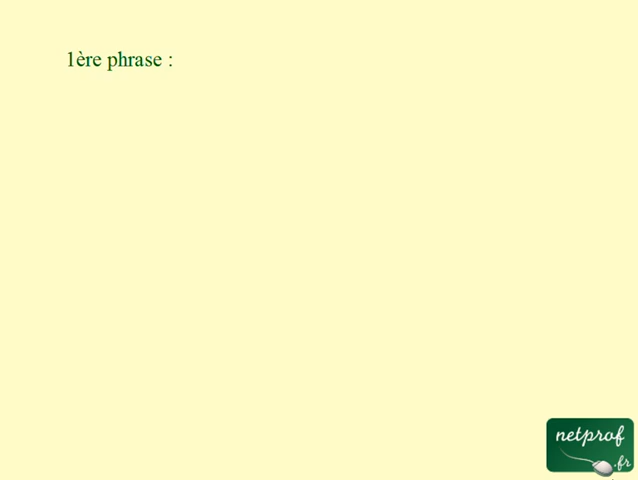 1ère phrase :
netprof
.fr